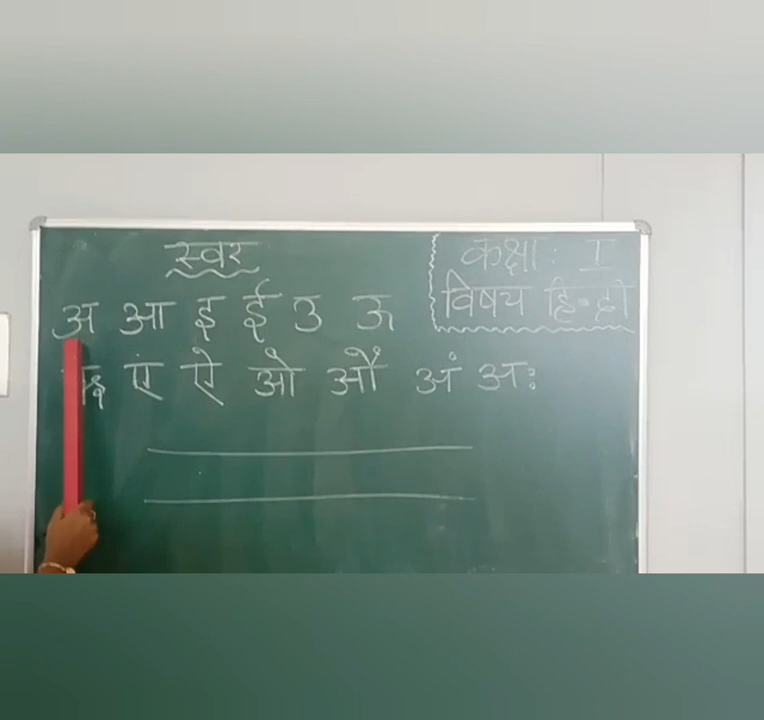 स्वर
कक्षा : I
विषय हिन्दी
अ आ इ ई उ ऊ
ऋ एं ऐ ओ औ अं अः